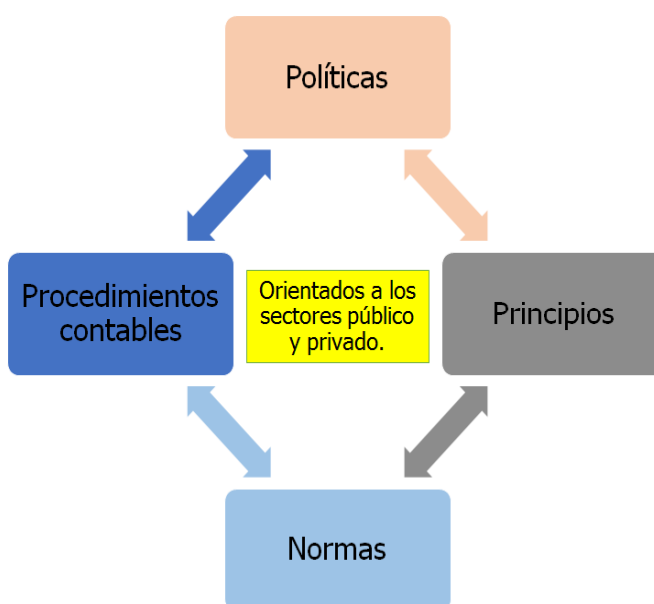 Políticas
Procedimientos
contables
Orientados a los
sectores público
y privado.
Principios
Normas